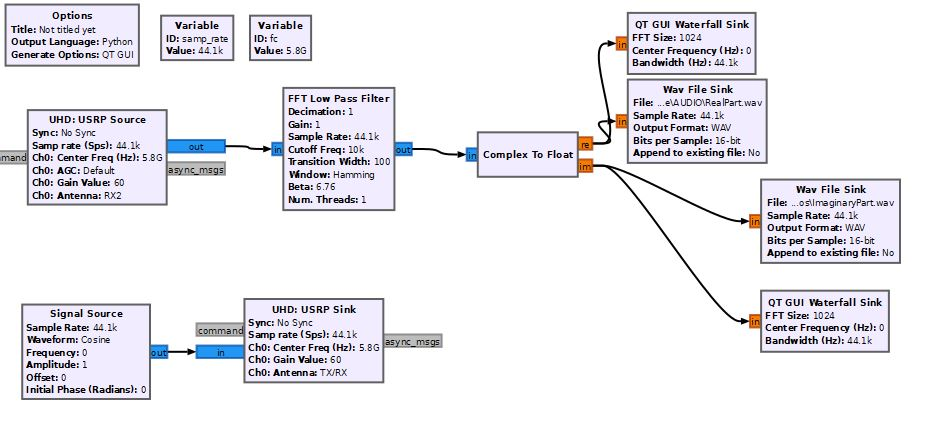 Options
Title: Not titled yet
Output Language: Python
Generate Options: QT GUI
Variable
ID: samp_rate
Value: 44.1k
Variable
ID: fc
Value: 5.8G
UHD: USRP Source
Sync: No Sync
Samp rate (Sps): 44.1k
Ch0: Center Freq (Hz): 5.8G
Ch0: AGC: Default
Ch0: Gain Value: 60
Ch0: Antenna: RX2
mmand
out
async_msgs
FFT Low Pass Filter
Decimation: 1
Gain: 1
Sample Rate: 44.1k
Cutoff Freq: 10k
Transition Width: 100
Window: Hamming
Beta: 6.76
Num. Threads: 1
in
out
Complex To Float
in
re
im
QT GUI Waterfall Sink
FFT Size: 1024
Center Frequency (Hz): 0
Bandwidth (Hz): 44.1k
in
Wav File Sink
File: ...e\AUDIO\RealPart.wav
Sample Rate: 44.1k
Output Format: WAV
Bits per Sample: 16-bit
Append to existing file: No
in
Wav File Sink
File: ...os\ImaginaryPart.wav
Sample Rate: 44.1k
Output Format: WAV
Bits per Sample: 16-bit
Append to existing file: No
in
QT GUI Waterfall Sink
FFT Size: 1024
Center Frequency (Hz): 0
Bandwidth (Hz): 44.1k
in
Signal Source
Sample Rate: 44.1k
Waveform: Cosine
Frequency: 0
Amplitude: 1
Offset: 0
Initial Phase (Radians): 0
out
UHD: USRP Sink
Sync: No Sync
Samp rate (Sps): 44.1k
Ch0: Center Freq (Hz): 5.8G
Ch0: Gain Value: 60
Ch0: Antenna: TX/RX
command
in
async_msgs